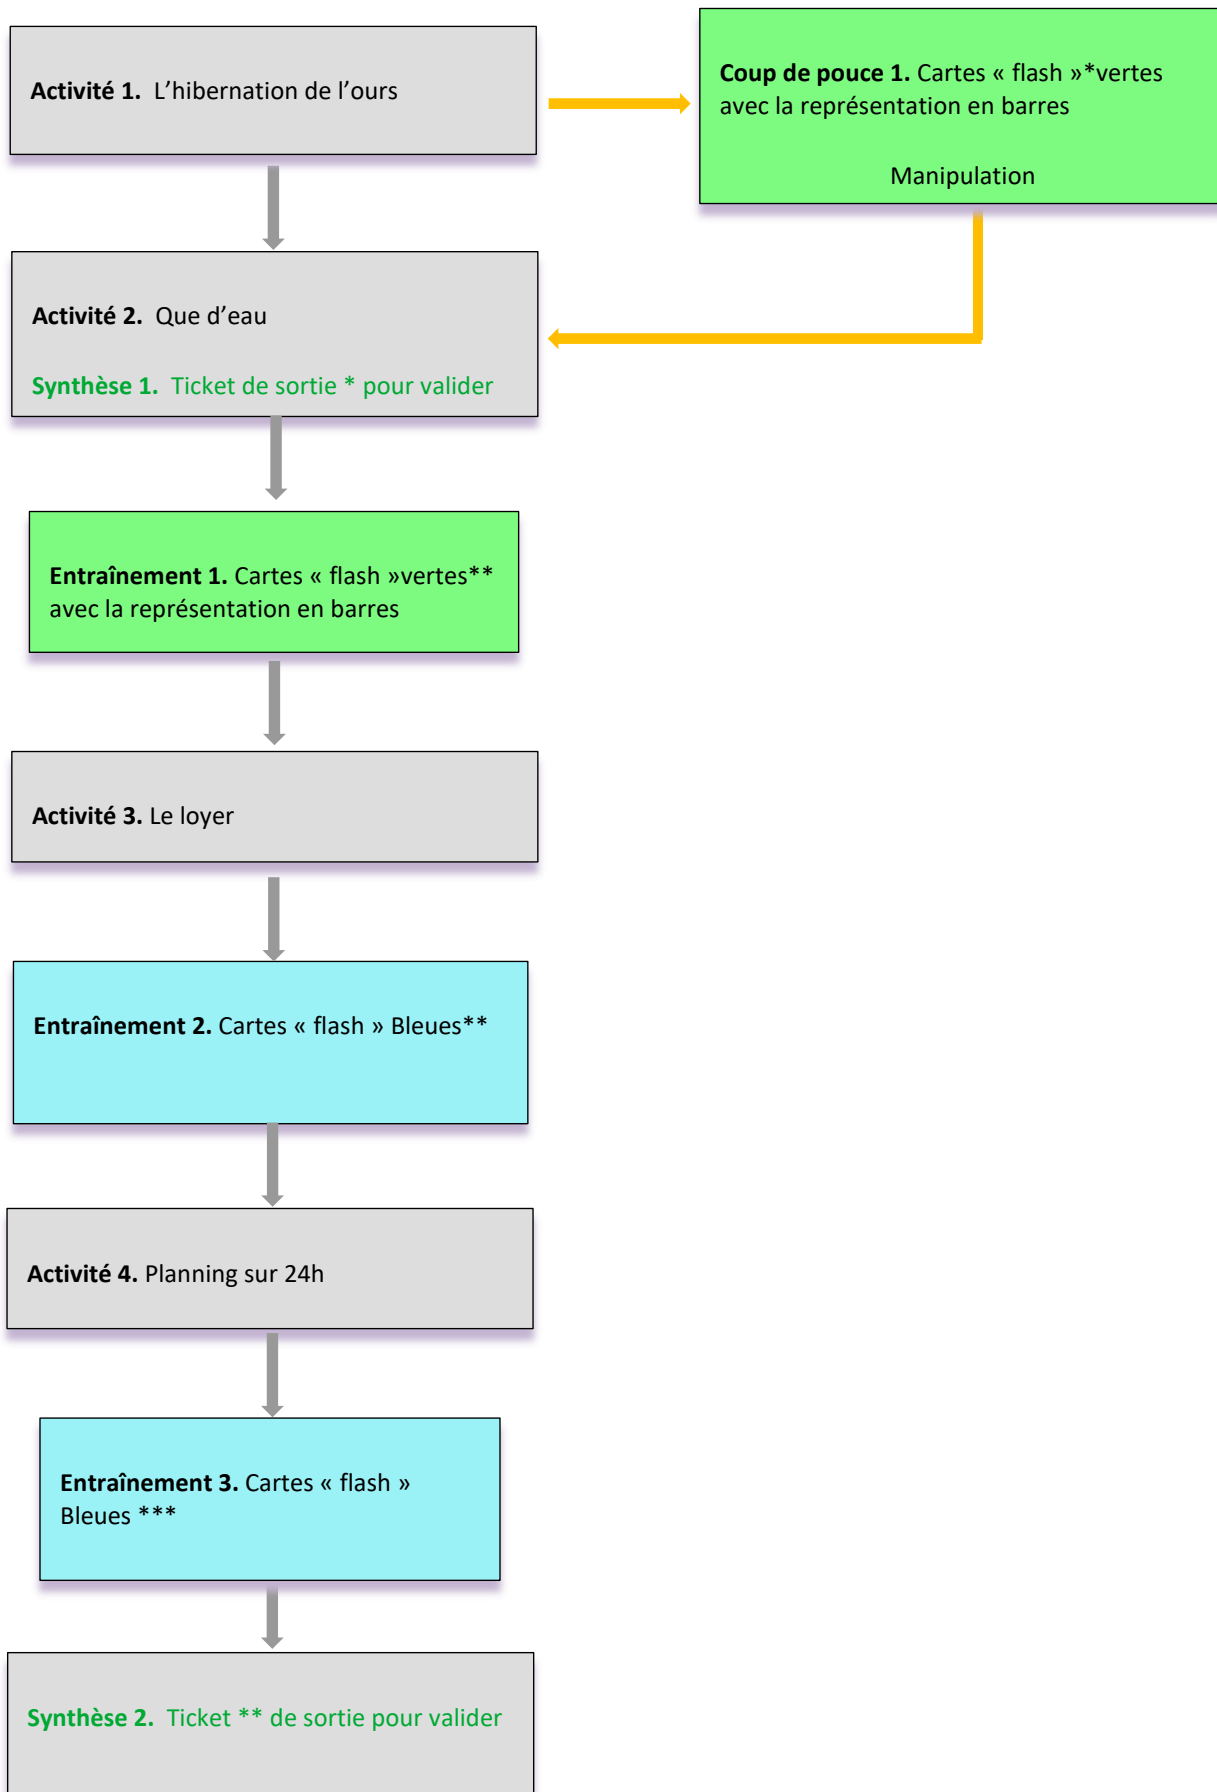 Activité 1. L’hibernation de l’ours
Coup de pouce 1. Cartes « flash »*vertes
avec la représentation en barres
Manipulation
Activité 2. Que d’eau
Synthèse 1. Ticket de sortie * pour valider
Entraînement 1. Cartes « flash »vertes**
avec la représentation en barres
Activité 3. Le loyer
Entraînement 2. Cartes « flash » Bleues**
Activité 4. Planning sur 24h
Entraînement 3. Cartes « flash »
Bleues ***
Synthèse 2. Ticket ** de sortie pour valider